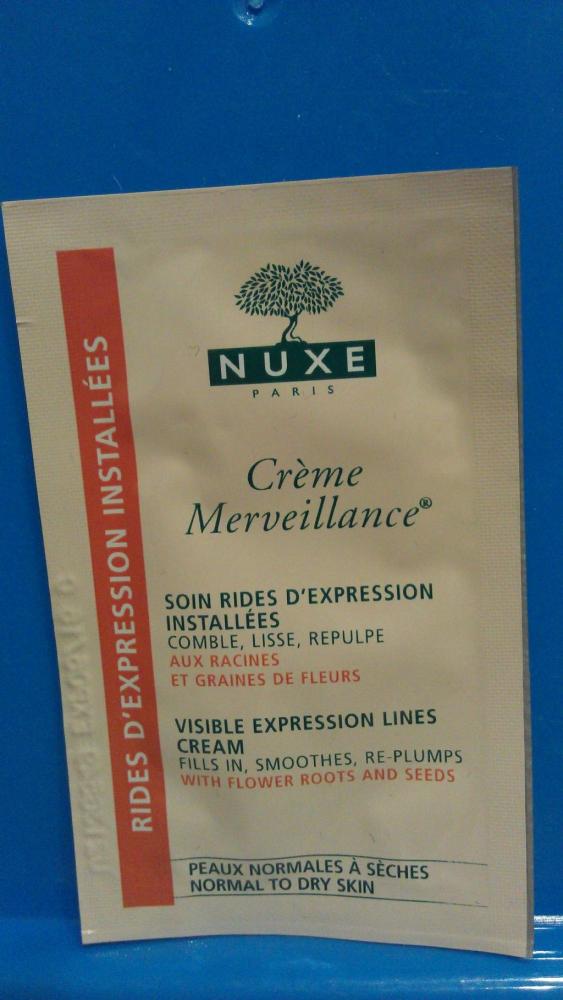 NUXE
PARIS
Crème
Merveillance®
SOIN RIDES D'EXPRESSION
INSTALLÉES
COMBLE, LISSE, REPULPE
AUX RACINES
ET GRAINES DE FLEURS
VISIBLE EXPRESSION LINES
CREAM
FILLS IN, SMOOTHES, RE-PLUMPS
WITH FLOWER ROOTS AND SEEDS
PEAUX NORMALES À SÈCHES
NORMAL TO DRY SKIN
RIDES D'EXPRESSION INSTALLÉES